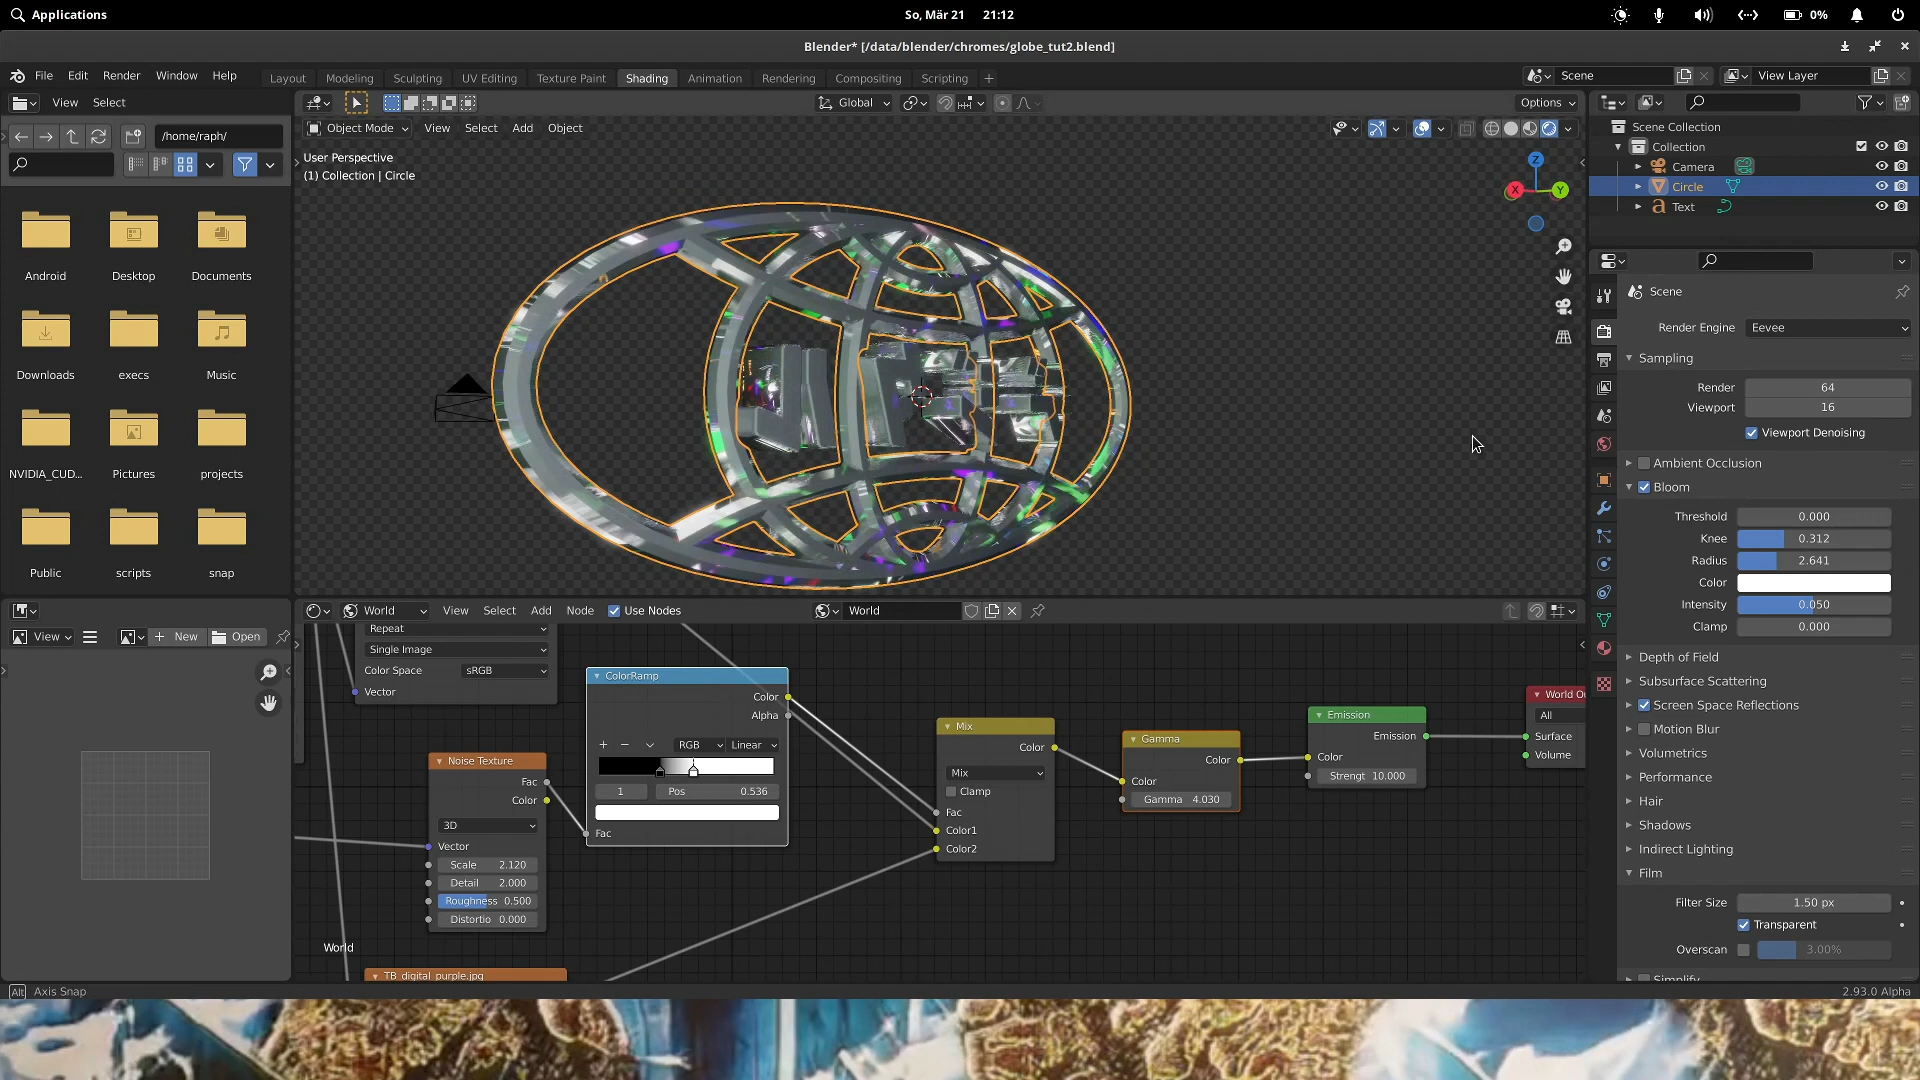 Applications
So, Mär 21 21:12
0%
Blender* [/data/blender/chromes/globe_tut2.blend]
File Edit Render Window Help
Layout Modeling Sculpting UV Editing Texture Paint Shading Animation Rendering Compositing Scripting +
Scene
View Layer
View Select
/home/raph/
Android Desktop Documents
Downloads execs Music
NVIDIA_CUD... Pictures projects
Public scripts snap
Global
Options
Object Mode View Select Add Object
User Perspective
(1) Collection | Circle
Z
X
Y
Scene Collection
Collection
Camera
Circle
Text
Scene
Render Engine Eevee
Sampling
Render 64
Viewport 16
Viewport Denoising
Ambient Occlusion
Bloom
Threshold 0.000
Knee 0.312
Radius 2.641
Color
Intensity 0.050
Clamp 0.000
Depth of Field
Subsurface Scattering
Screen Space Reflections
Motion Blur
Volumetrics
Performance
Hair
Shadows
Indirect Lighting
Film
Filter Size 1.50 px
Transparent
Overscan 3.00%
Simplify
View New Open
World View Select Add Node Use Nodes World
Repeat
Single Image
Color Space sRGB
Vector
ColorRamp
Color
Alpha
+ − RGB Linear
1 Pos 0.536
Fac
Noise Texture
Fac
Color
3D
Vector
Scale 2.120
Detail 2.000
Roughness 0.500
Distortio 0.000
Mix
Color
Mix
Clamp
Fac
Color1
Color2
Gamma
Color
Color
Gamma 4.030
Emission
Emission
Color
Strengt 10.000
World Ou
All
Surface
Volume
World
TB_digital_purple.jpg
Alt Axis Snap
2.93.0 Alpha